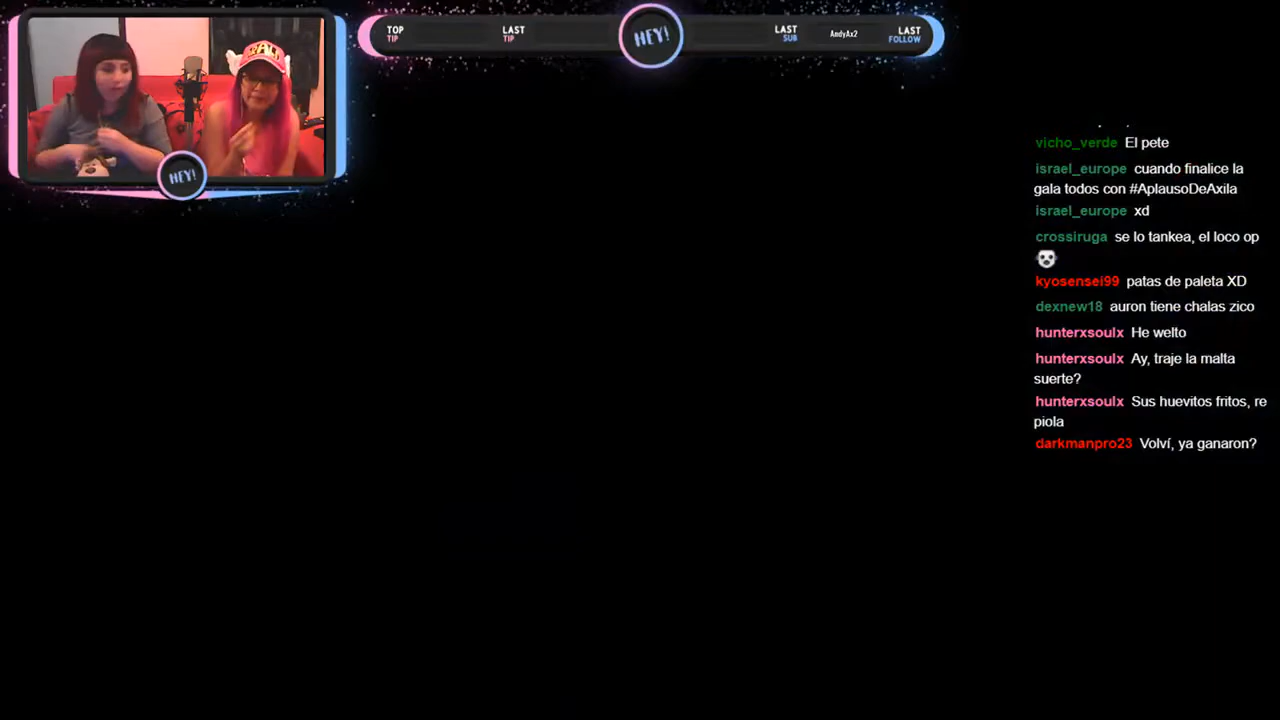 TOP
TIP
LAST
TIP
HEY!
LAST
SUB
AmdyAx2
LAST
FOLLOW
HEY!
vicho_verde El pete
israel_europe cuando finalice la
gala todos con #AplausoDeAxila
israel_europe xd
crossiruga se lo tankea, el loco op
kyosensei99 patas de paleta XD
dexnew18 auron tiene chalas zico
hunterxsoulx He welto
hunterxsoulx Ay, traje la malta
suerte?
hunterxsoulx Sus huevitos fritos, re
piola
darkmanpro23 Volví, ya ganaron?